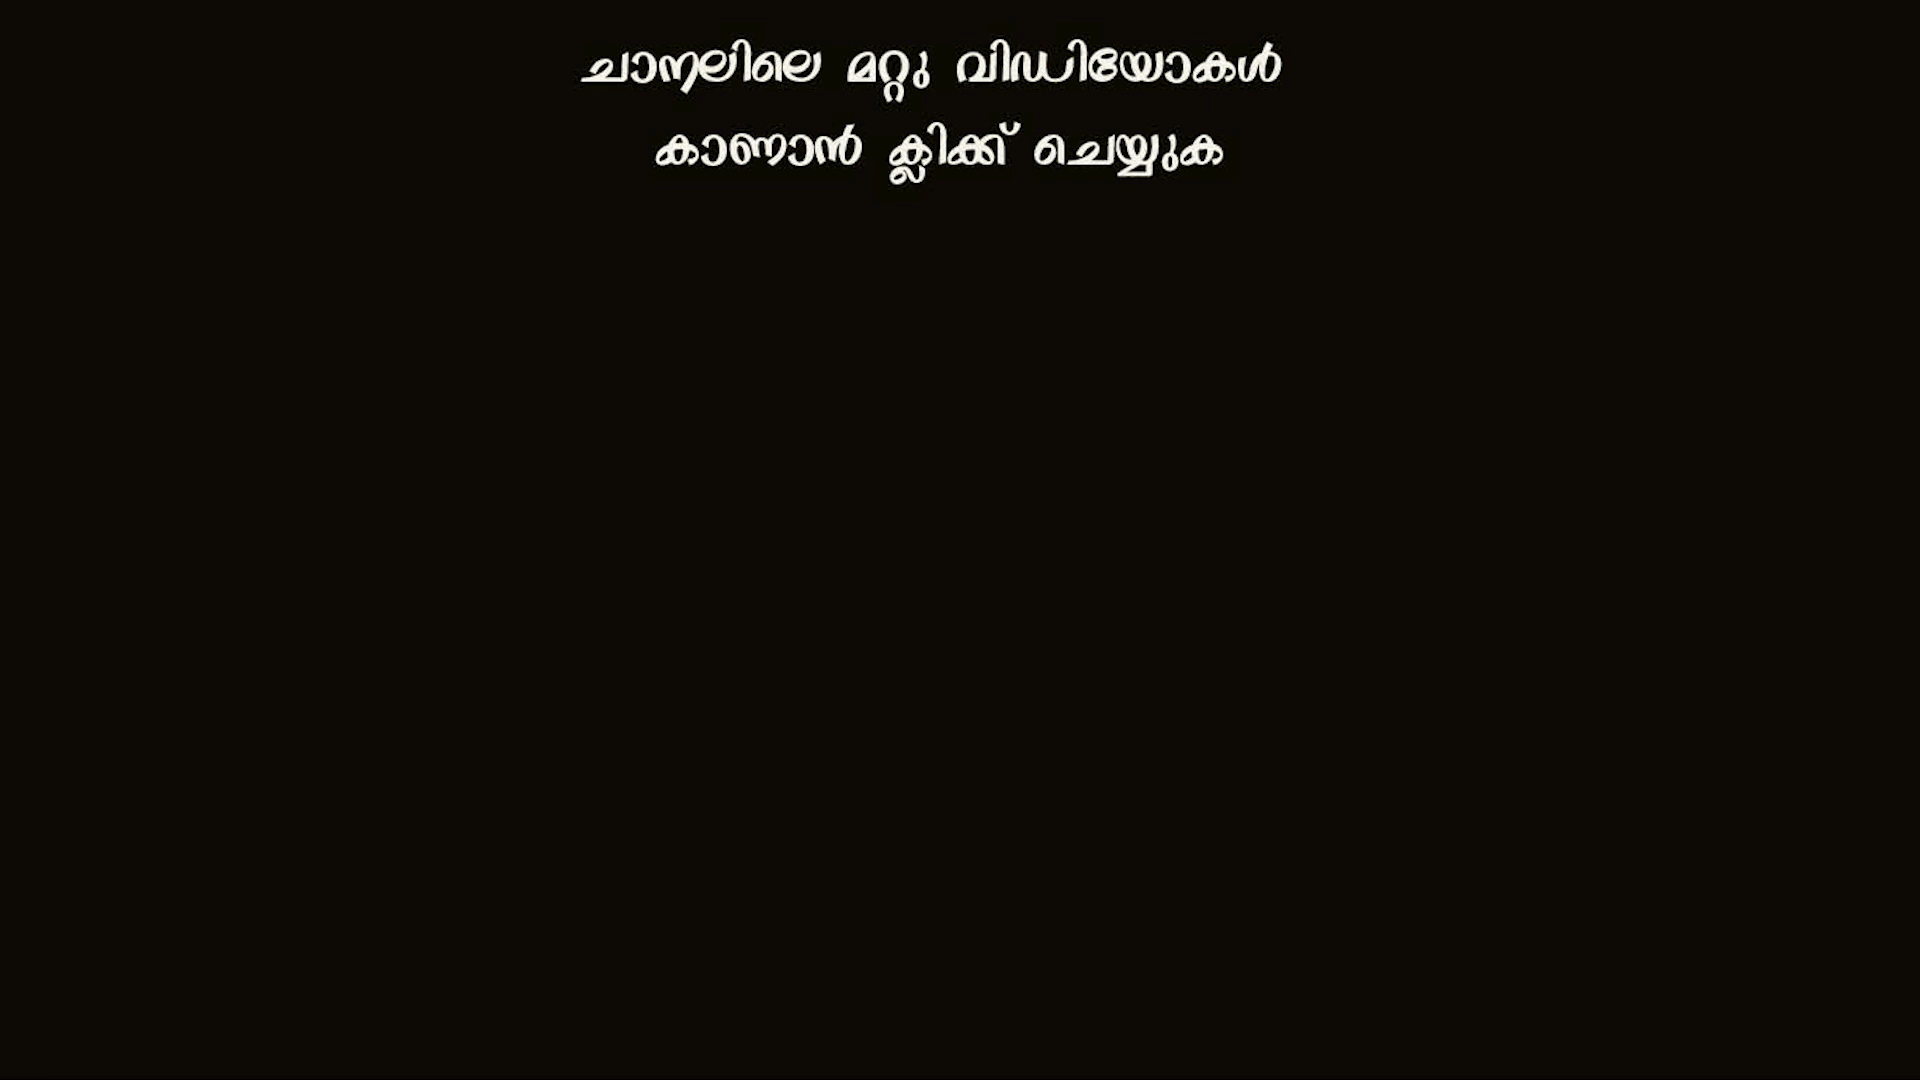 ചാനലിലെ മറ്റു വിഡിയോകൾ
കാണാൻ ക്ലിക്ക് ചെയ്യുക